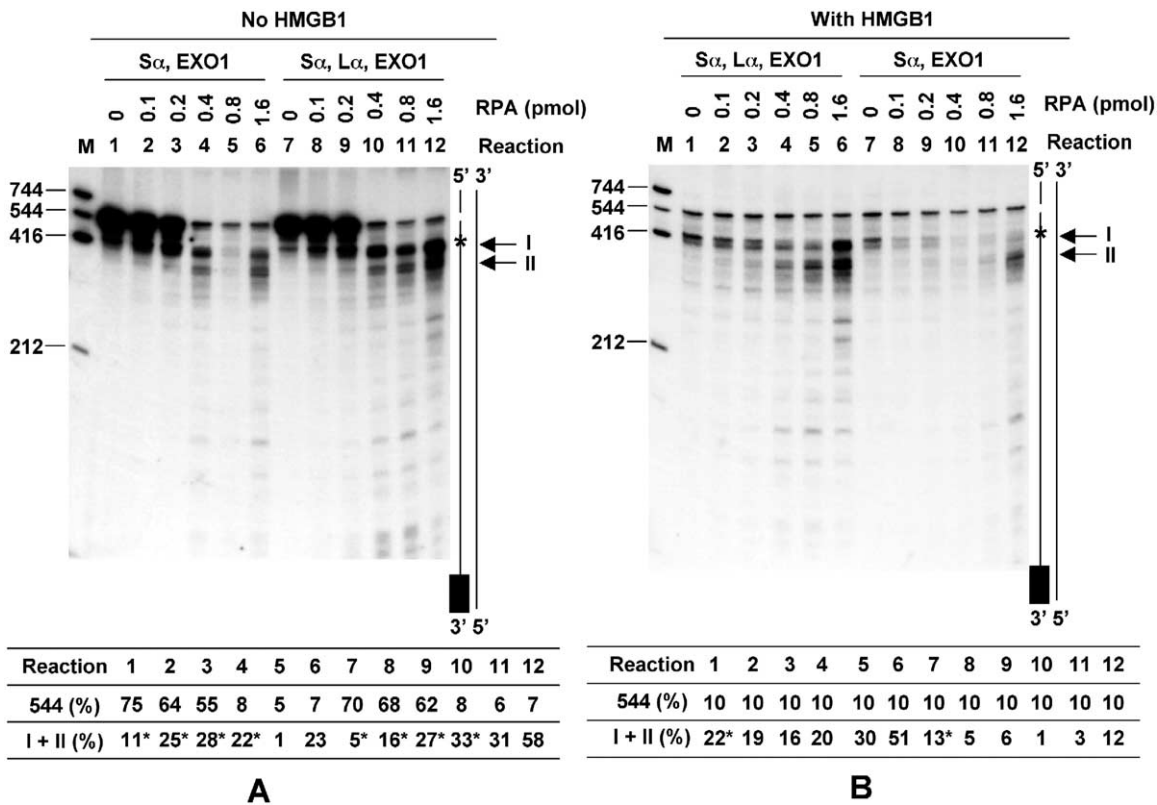 No HMGB1
Sα, EXO1 Sα, Lα, EXO1
0 0.1 0.2 0.4 0.8 1.6 0 0.1 0.2 0.4 0.8 1.6 RPA (pmol)
M 1 2 3 4 5 6 7 8 9 10 11 12 Reaction
5' 3'
744
544
416
* I
II
212
3' 5'
Reaction 1 2 3 4 5 6 7 8 9 10 11 12
544 (%) 75 64 55 8 5 7 70 68 62 8 6 7
I + II (%) 11* 25* 28* 22* 1 23 5* 16* 27* 33* 31 58
A
With HMGB1
Sα, Lα, EXO1 Sα, EXO1
0 0.1 0.2 0.4 0.8 1.6 0 0.1 0.2 0.4 0.8 1.6 RPA (pmol)
M 1 2 3 4 5 6 7 8 9 10 11 12 Reaction
5' 3'
744
544
416
* I
II
212
3' 5'
Reaction 1 2 3 4 5 6 7 8 9 10 11 12
544 (%) 10 10 10 10 10 10 10 10 10 10 10 10
I + II (%) 22* 19 16 20 30 51 13* 5 6 1 3 12
B